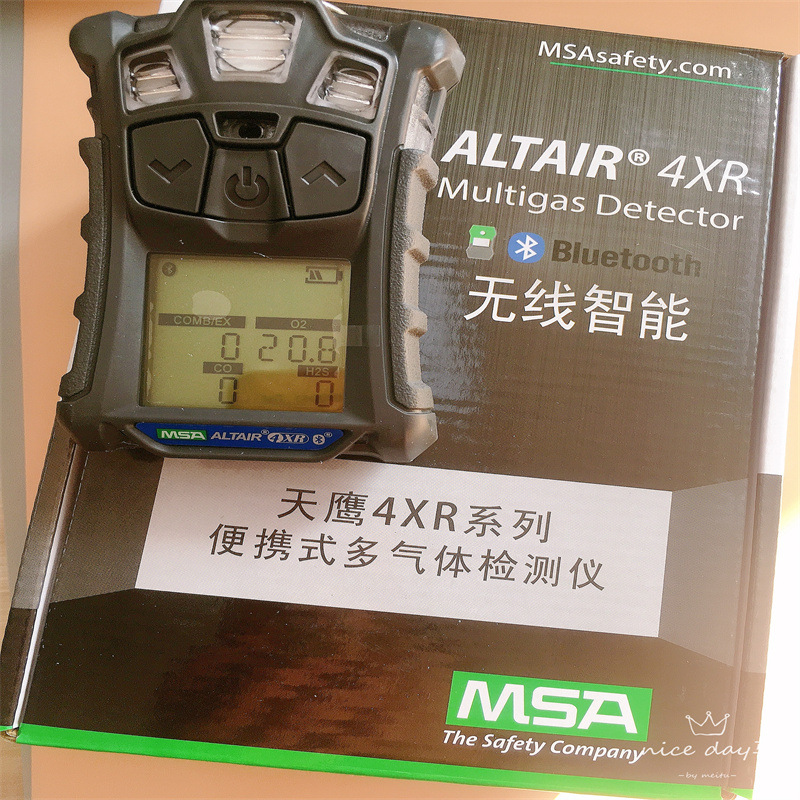 MSAsafety.com
ALTAIR® 4XR
Multigas Detector
Bluetooth
无线智能
COMB/EX O2
0 20.8
CO H2S
0 0
MSA ALTAIR® 4XR ®
天鹰4XR系列
便携式多气体检测仪
MSA
The Safety Company
nice day
-by meitu-